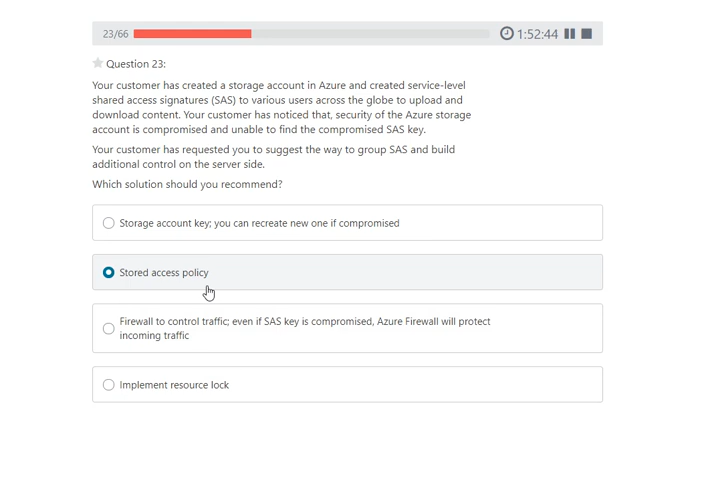 23/66
1:52:44
Question 23:
Your customer has created a storage account in Azure and created service-level
shared access signatures (SAS) to various users across the globe to upload and
download content. Your customer has noticed that, security of the Azure storage
account is compromised and unable to find the compromised SAS key.
Your customer has requested you to suggest the way to group SAS and build
additional control on the server side.
Which solution should you recommend?
Storage account key; you can recreate new one if compromised
Stored access policy
Firewall to control traffic; even if SAS key is compromised, Azure Firewall will protect
incoming traffic
Implement resource lock